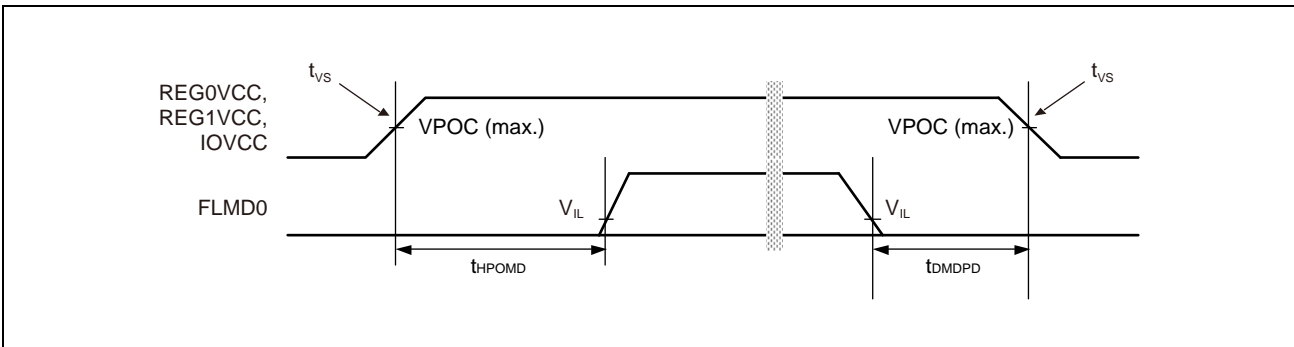 tVS
tVS
REG0VCC,
REG1VCC,
IOVCC
VPOC (max.)
VPOC (max.)
FLMD0
VIL
VIL
tHPOMD
tDMDPD